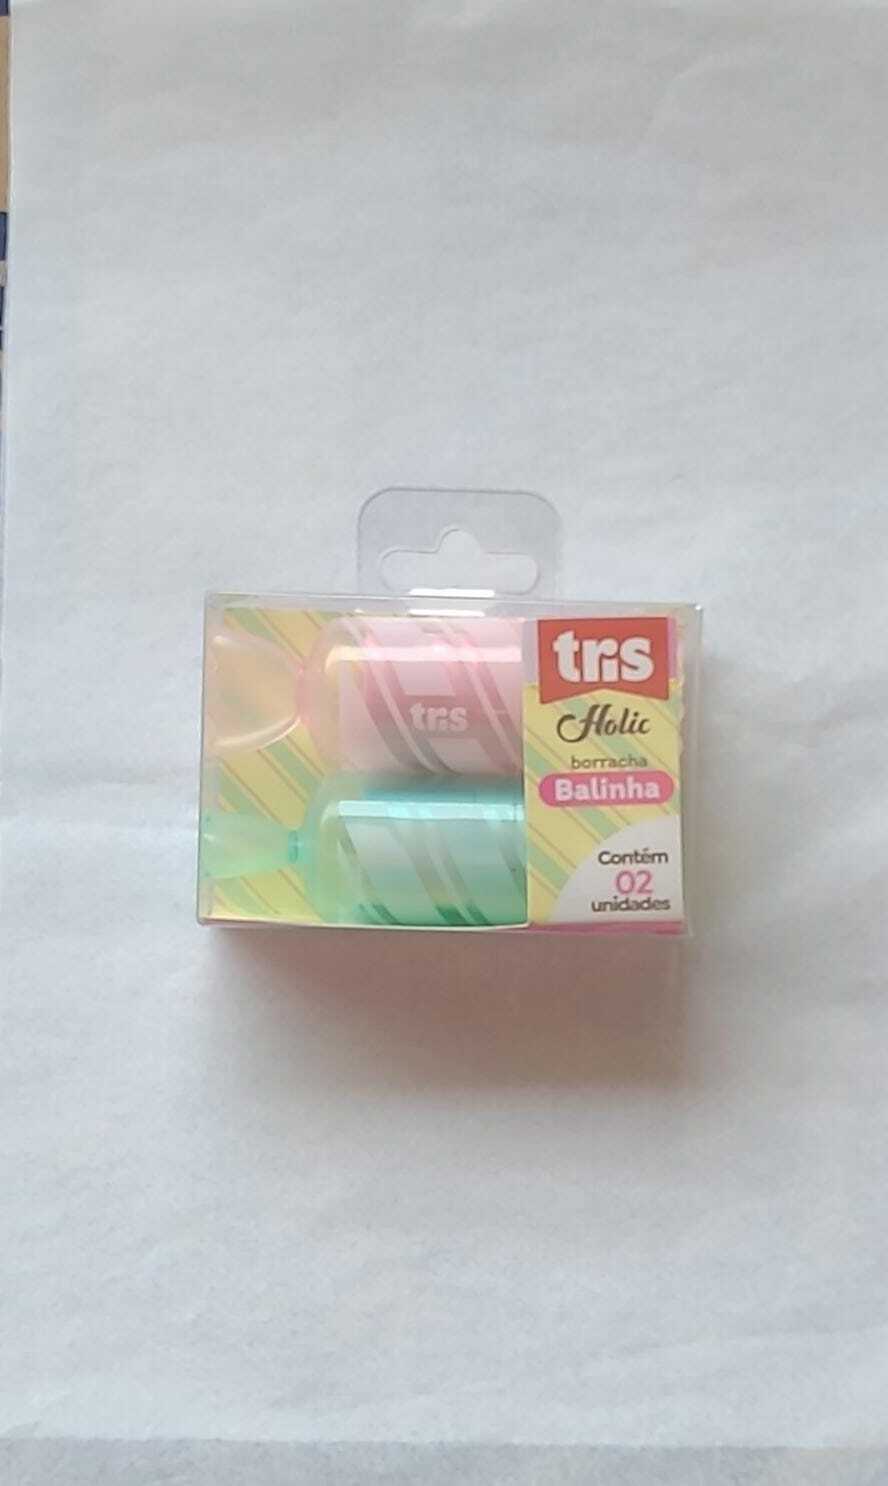 tris
tris
Holic
borracha
Balinha
Contém
02
unidades